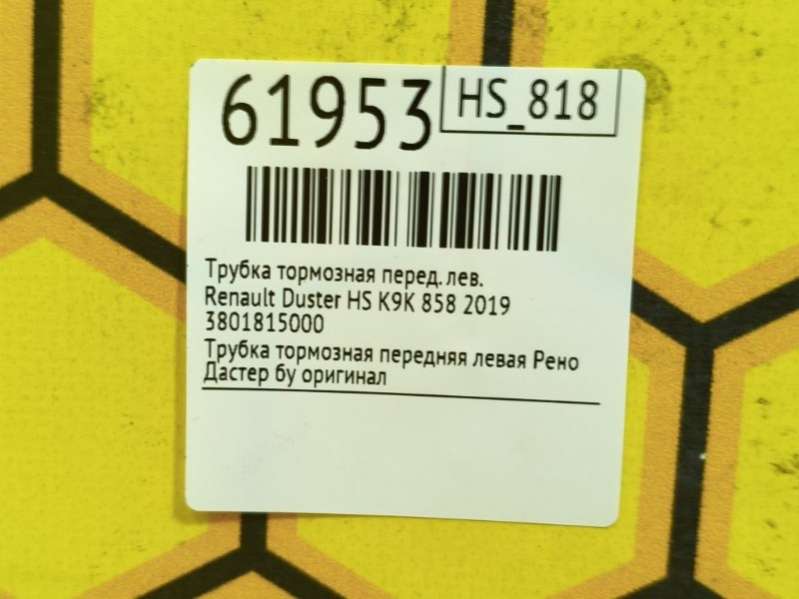 61953
HS_818
Трубка тормозная перед. лев.
Renault Duster HS K9K 858 2019
3801815000
Трубка тормозная передняя левая Рено
Дастер бу оригинал